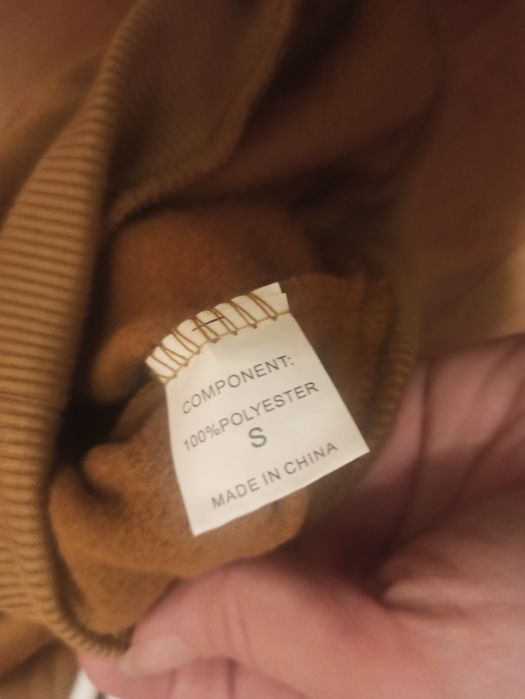 COMPONENT:
100%POLYESTER
S
MADE IN CHINA